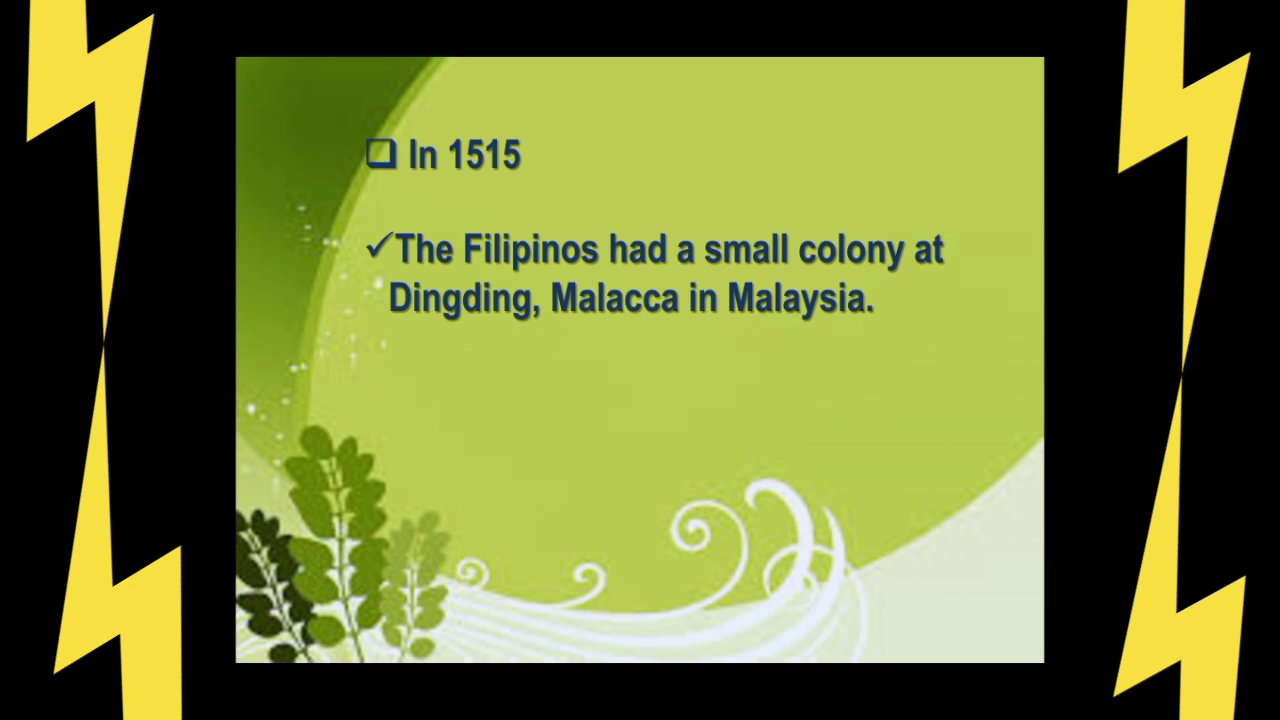 ❑ In 1515
✓The Filipinos had a small colony at
Dingding, Malacca in Malaysia.